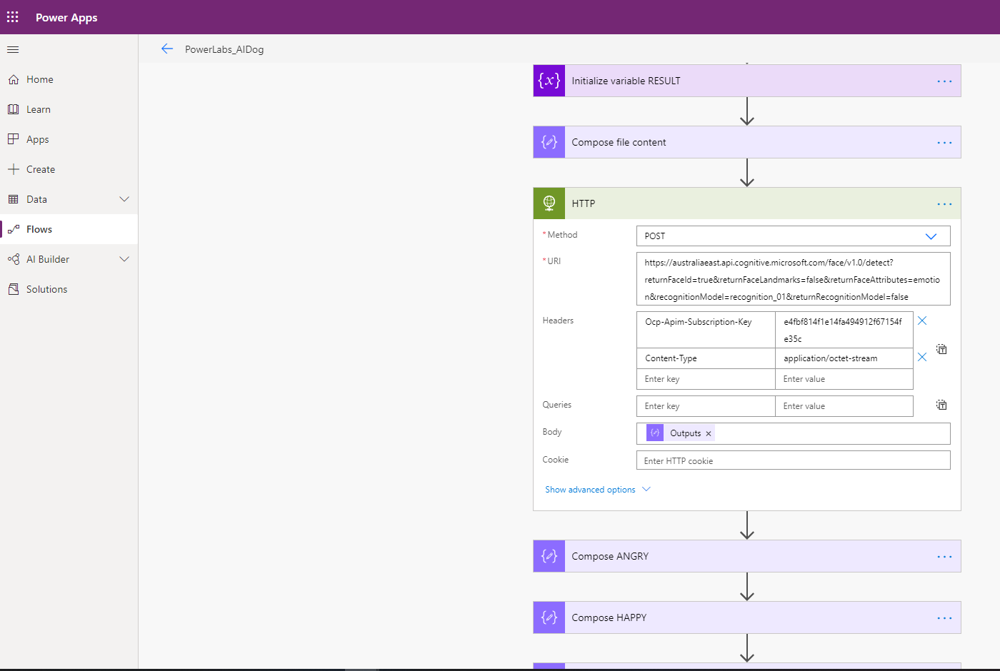 Power Apps
PowerLabs_AIDog
Home
Learn
Apps
Create
Data
Flows
AI Builder
Solutions
{x} Initialize variable RESULT
Compose file content
HTTP
* Method
POST
* URI
https://australiaeast.api.cognitive.microsoft.com/face/v1.0/detect?
returnFaceId=true&returnFaceLandmarks=false&returnFaceAttributes=emotio
n&recognitionModel=recognition_01&returnRecognitionModel=false
Headers
Ocp-Apim-Subscription-Key
e4fbf814f1e14fa494912f67154f
e35c
Content-Type
application/octet-stream
Enter key
Enter value
Queries
Enter key
Enter value
Body
Outputs
Cookie
Enter HTTP cookie
Show advanced options
Compose ANGRY
Compose HAPPY